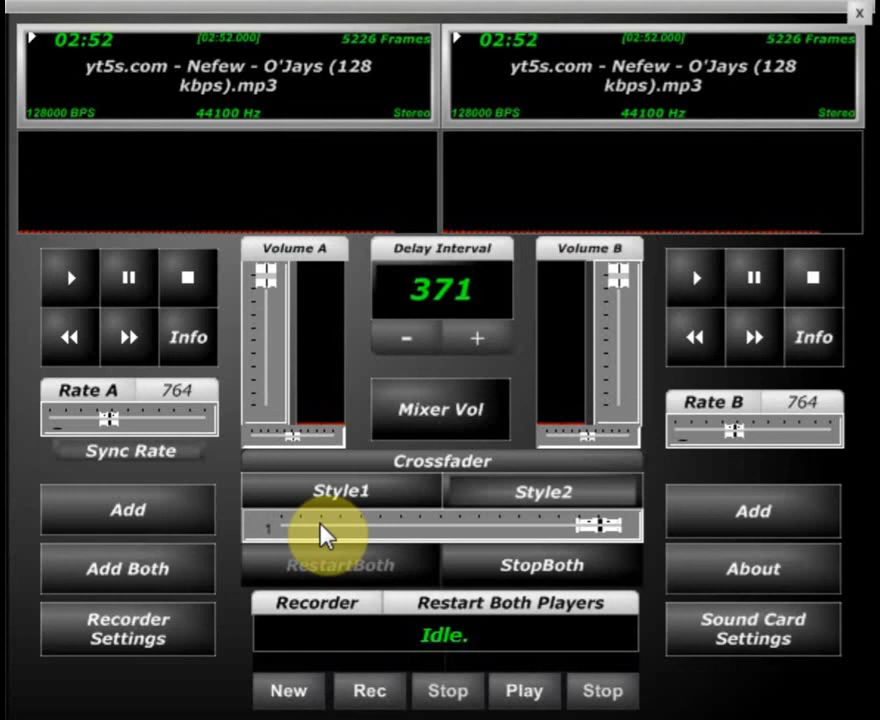 x
02:52 [02:52.000] 5226 Frames
yt5s.com - Nefew - O'Jays (128
kbps).mp3
128000 BPS 44100 Hz Stereo
02:52 [02:52.000] 5226 Frames
yt5s.com - Nefew - O'Jays (128
kbps).mp3
128000 BPS 44100 Hz Stereo
Volume A
Delay Interval
Volume B
371
- +
Info
Info
Mixer Vol
Rate A 764
Rate B 764
Sync Rate
Crossfader
Style1 Style2
1
Add
Add
RestartBoth StopBoth
Add Both
About
Recorder
Settings
Recorder Restart Both Players
Idle.
Sound Card
Settings
New Rec Stop Play Stop